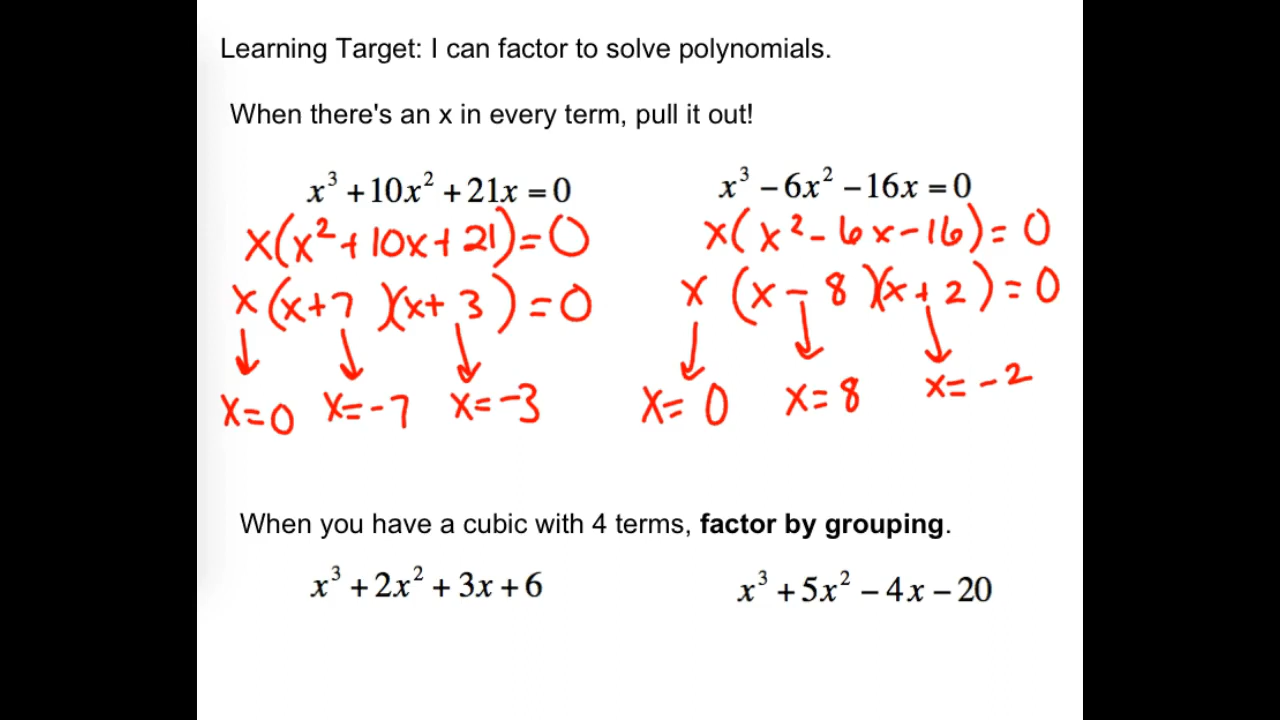 Learning Target: I can factor to solve polynomials.
When there's an x in every term, pull it out!
x³ + 10x² + 21x = 0
x(x² + 10x + 21) = 0
x(x+7)(x+3) = 0
x=0 x=-7 x=-3
x³ − 6x² − 16x = 0
x(x² - 6x - 16) = 0
x(x - 8)(x + 2) = 0
x=0 x=8 x=-2
When you have a cubic with 4 terms, factor by grouping.
x³ + 2x² + 3x + 6
x³ + 5x² − 4x − 20